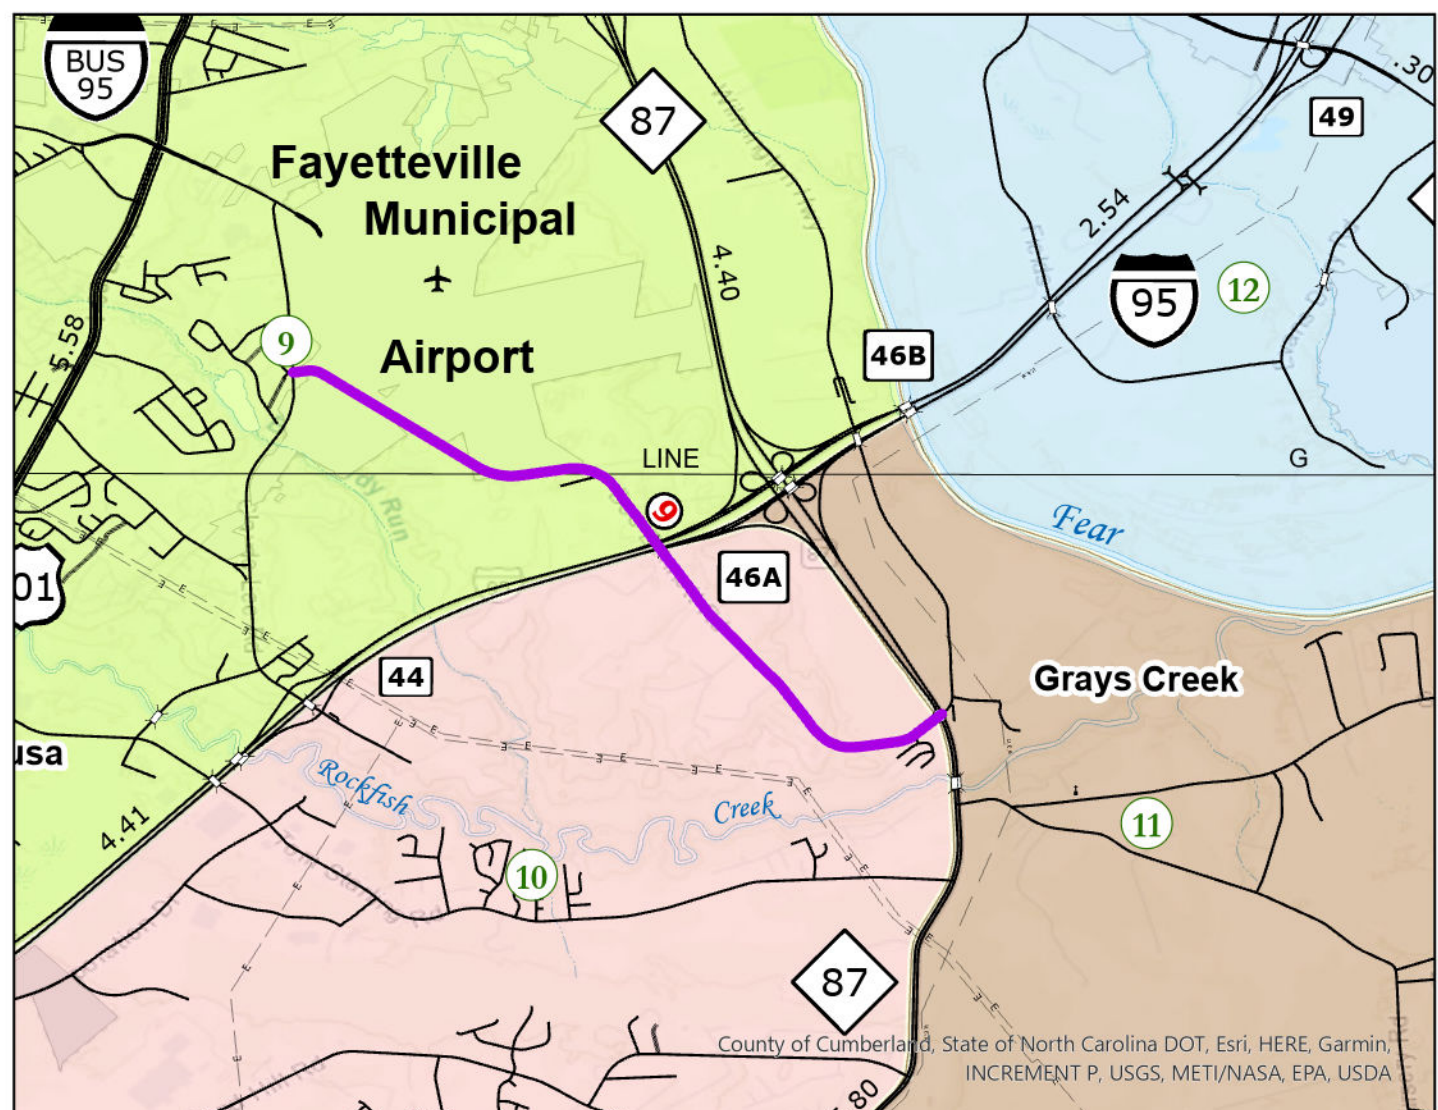 BUS
95
87
.30
49
Fayetteville
Municipal
Airport
4.40
2.54
95
12
5.58
9
46B
LINE
G
9
Fear
dy Run
46A
01
Grays Creek
44
usa
Rockfish
Creek
4.41
11
10
87
County of Cumberland, State of North Carolina DOT, Esri, HERE, Garmin,
INCREMENT P, USGS, METI/NASA, EPA, USDA
80